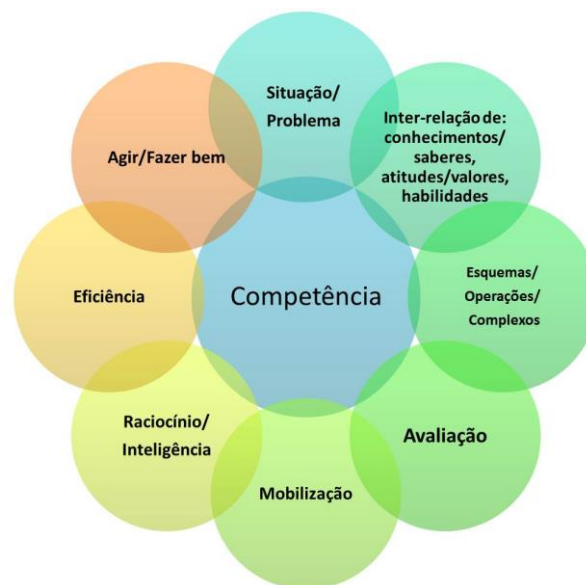 Situação/
Problema
Inter-relação de:
conhecimentos/
saberes,
atitudes/valores,
habilidades
Esquemas/
Operações/
Complexos
Avaliação
Mobilização
Raciocínio/
Inteligência
Eficiência
Agir/Fazer bem
Competência